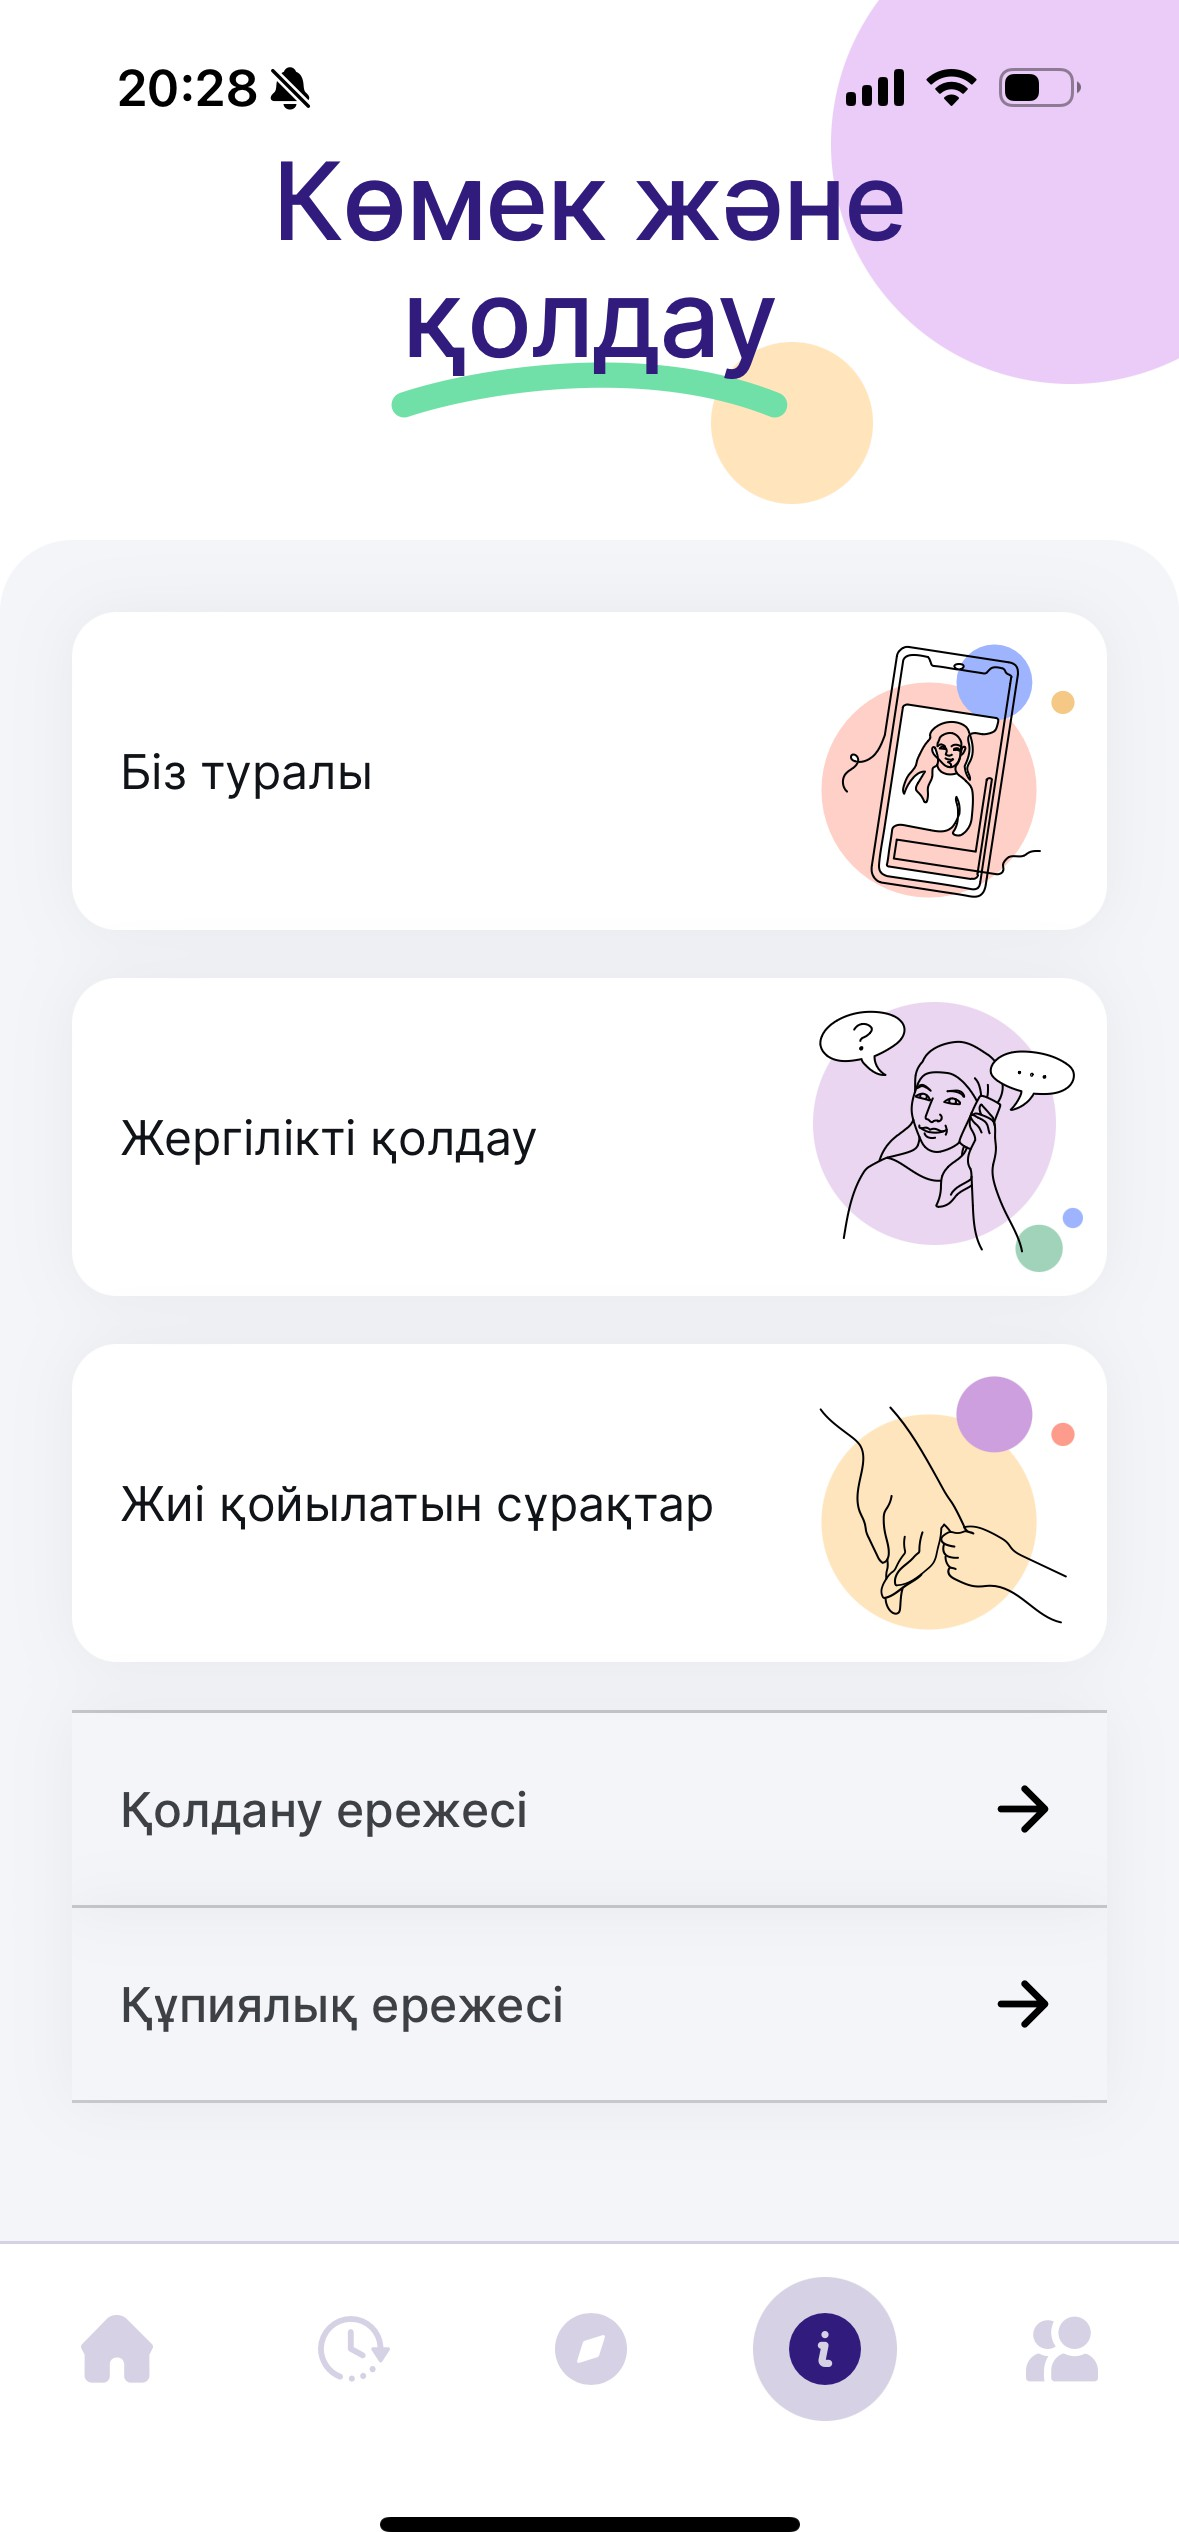 20:28
Көмек және
қолдау
Біз туралы
?
...
Жергілікті қолдау
Жиі қойылатын сұрақтар
Қолдану ережесі
Құпиялық ережесі
i